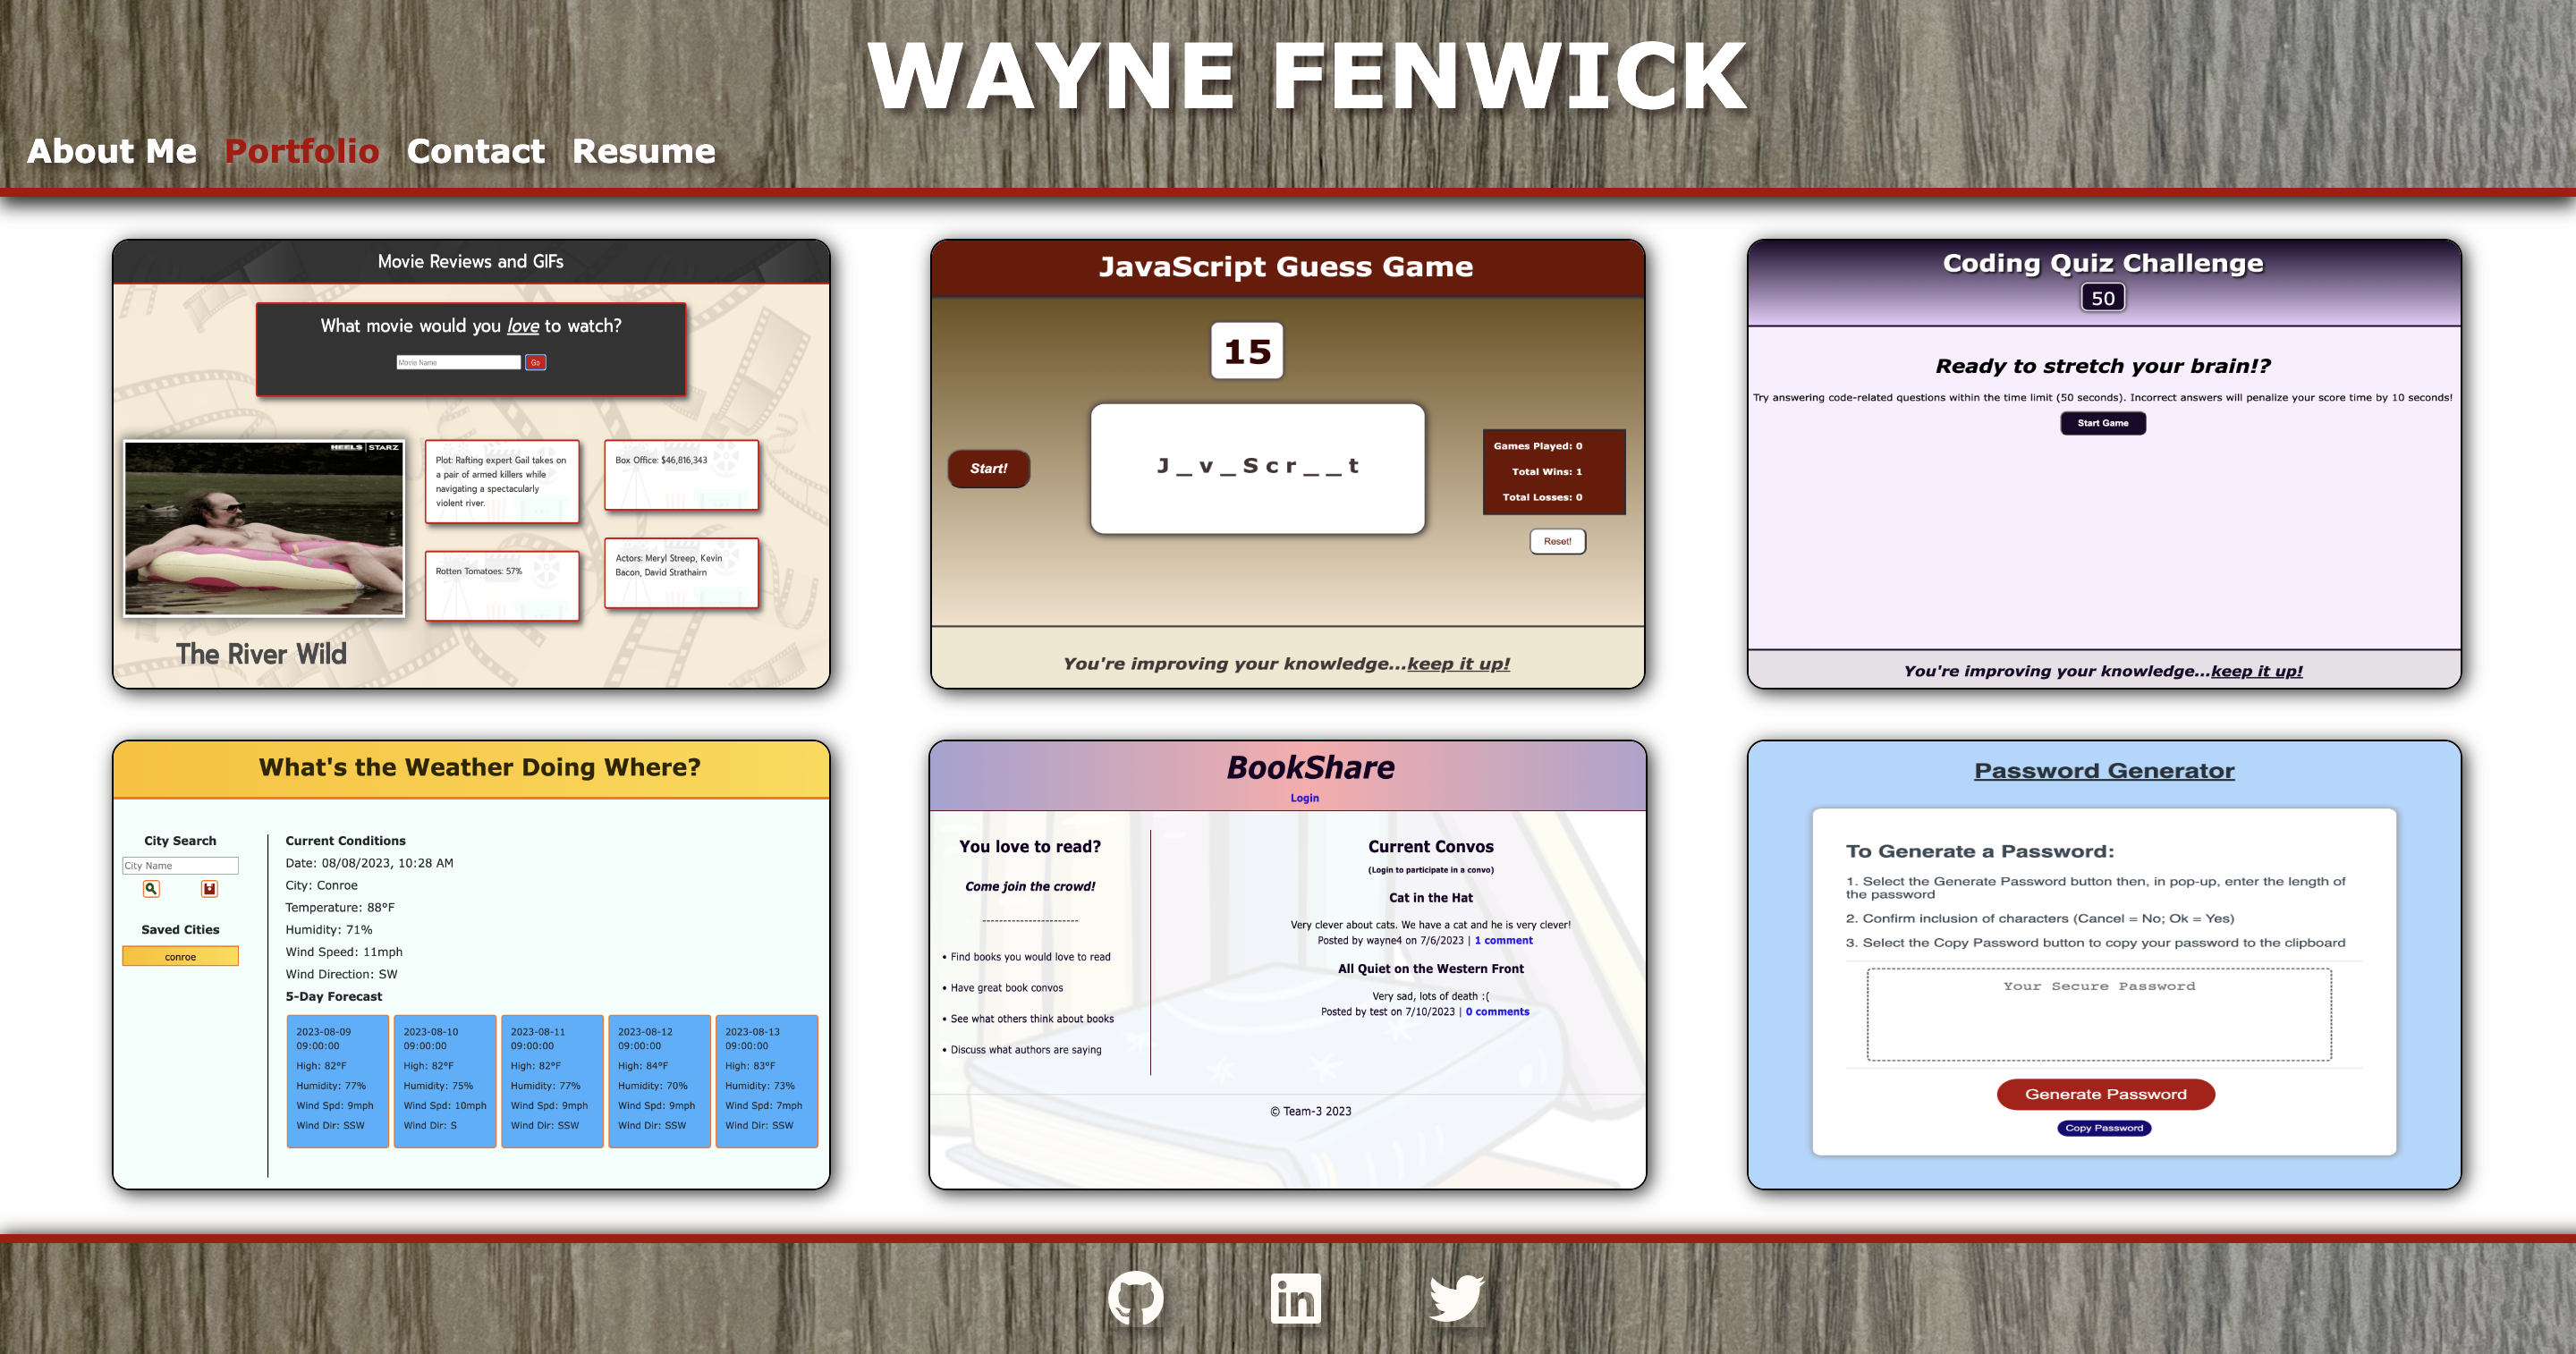 WAYNE FENWICK
About Me Portfolio Contact Resume
Movie Reviews and GIFs
What movie would you love to watch?
Movie Name Go
HEELS | STARZ
Plot: Rafting expert Gail takes on
a pair of armed killers while
navigating a spectacularly
violent river.
Box Office: $46,816,343
Rotten Tomatoes: 57%
Actors: Meryl Streep, Kevin
Bacon, David Strathairn
The River Wild
JavaScript Guess Game
15
Start!
J _ v _ S c r _ _ t
Games Played: 0
Total Wins: 1
Total Losses: 0
Reset!
You're improving your knowledge...keep it up!
Coding Quiz Challenge
50
Ready to stretch your brain!?
Try answering code-related questions within the time limit (50 seconds). Incorrect answers will penalize your score time by 10 seconds!
Start Game
You're improving your knowledge...keep it up!
What's the Weather Doing Where?
City Search
City Name
Saved Cities
conroe
Current Conditions
Date: 08/08/2023, 10:28 AM
City: Conroe
Temperature: 88°F
Humidity: 71%
Wind Speed: 11mph
Wind Direction: SW
5-Day Forecast
2023-08-09
09:00:00
High: 82°F
Humidity: 77%
Wind Spd: 9mph
Wind Dir: SSW
2023-08-10
09:00:00
High: 82°F
Humidity: 75%
Wind Spd: 10mph
Wind Dir: S
2023-08-11
09:00:00
High: 82°F
Humidity: 77%
Wind Spd: 9mph
Wind Dir: SSW
2023-08-12
09:00:00
High: 84°F
Humidity: 70%
Wind Spd: 9mph
Wind Dir: SSW
2023-08-13
09:00:00
High: 83°F
Humidity: 73%
Wind Spd: 7mph
Wind Dir: SSW
BookShare
Login
You love to read?
Come join the crowd!
-----------------------
• Find books you would love to read
• Have great book convos
• See what others think about books
• Discuss what authors are saying
Current Convos
(Login to participate in a convo)
Cat in the Hat
Very clever about cats. We have a cat and he is very clever!
Posted by wayne4 on 7/6/2023 | 1 comment
All Quiet on the Western Front
Very sad, lots of death :(
Posted by test on 7/10/2023 | 0 comments
© Team-3 2023
Password Generator
To Generate a Password:
1. Select the Generate Password button then, in pop-up, enter the length of
the password
2. Confirm inclusion of characters (Cancel = No; Ok = Yes)
3. Select the Copy Password button to copy your password to the clipboard
Your Secure Password
Generate Password
Copy Password
in